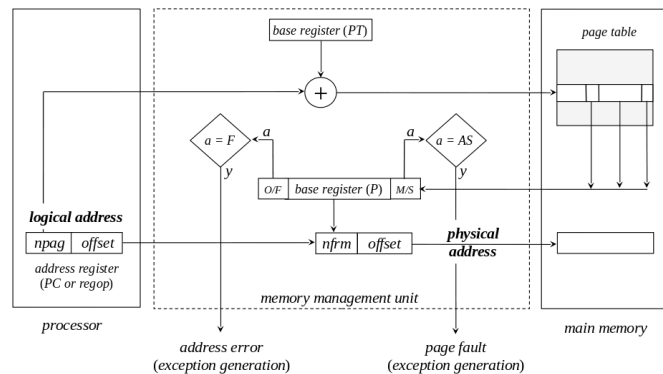 base register (PT)
page table
+
a = F
a
a
a = AS
y
O/F
base register (P)
M/S
y
logical address
npag
offset
nfrm
offset
physical
address
address register
(PC or regop)
memory management unit
processor
main memory
address error
(exception generation)
page fault
(exception generation)